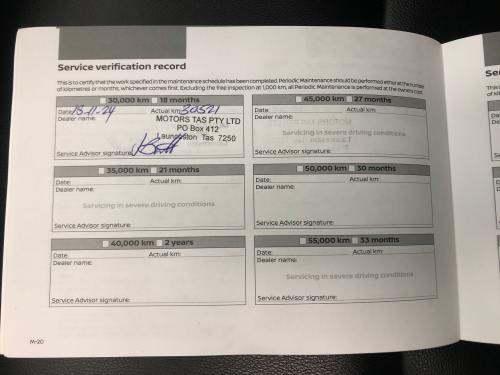 Service verification record
This is to certify that the work specified in the maintenance schedule has been completed. Periodic Maintenance should be performed either at the number
of kilometres or months, whichever comes first. Excluding the free inspection at 1,000 km, all Periodic Maintenance is performed at the owners cost.
30,000 km 18 months
Date: 15-11-24 Actual km: 30521
Dealer name:
MOTORS TAS PTY LTD
PO Box 412
Launceston Tas 7250
Service Advisor signature:
45,000 km 27 months
Date: Actual km:
Dealer name:
Servicing in severe driving conditions
Service Advisor signature:
35,000 km 21 months
Date: Actual km:
Dealer name:
Servicing in severe driving conditions
Service Advisor signature:
50,000 km 30 months
Date: Actual km:
Dealer name:
Service Advisor signature:
40,000 km 2 years
Date: Actual km:
Dealer name:
Service Advisor signature:
55,000 km 33 months
Date: Actual km:
Dealer name:
Servicing in severe driving conditions
Service Advisor signature:
M-20